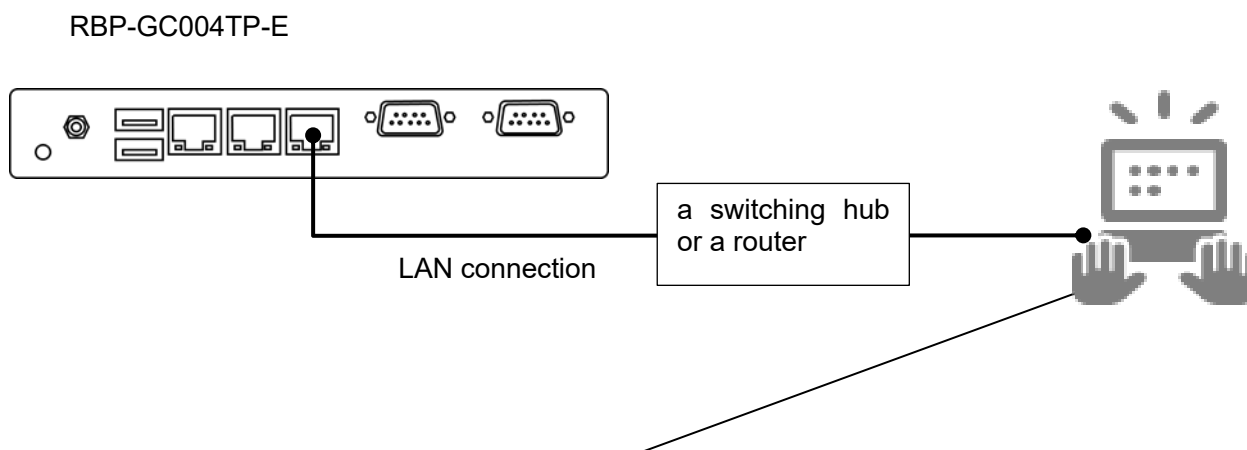 RBP-GC004TP-E
a switching hub
or a router
LAN connection